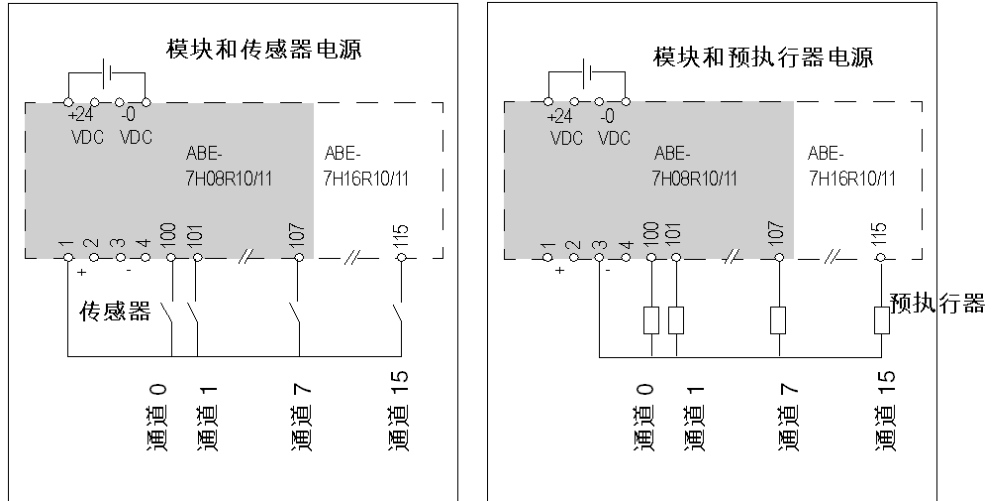 模块和传感器电源
+24 -0
VDC VDC
ABE-
7H08R10/11
ABE-
7H16R10/11
1 2 3 4 100 101 107 115
+ -
传感器
通道 0
通道 1
通道 7
通道 15
模块和预执行器电源
+24 -0
VDC VDC
ABE-
7H08R10/11
ABE-
7H16R10/11
1 2 3 4 100 101 107 115
+ -
预执行器
通道 0
通道 1
通道 7
通道 15